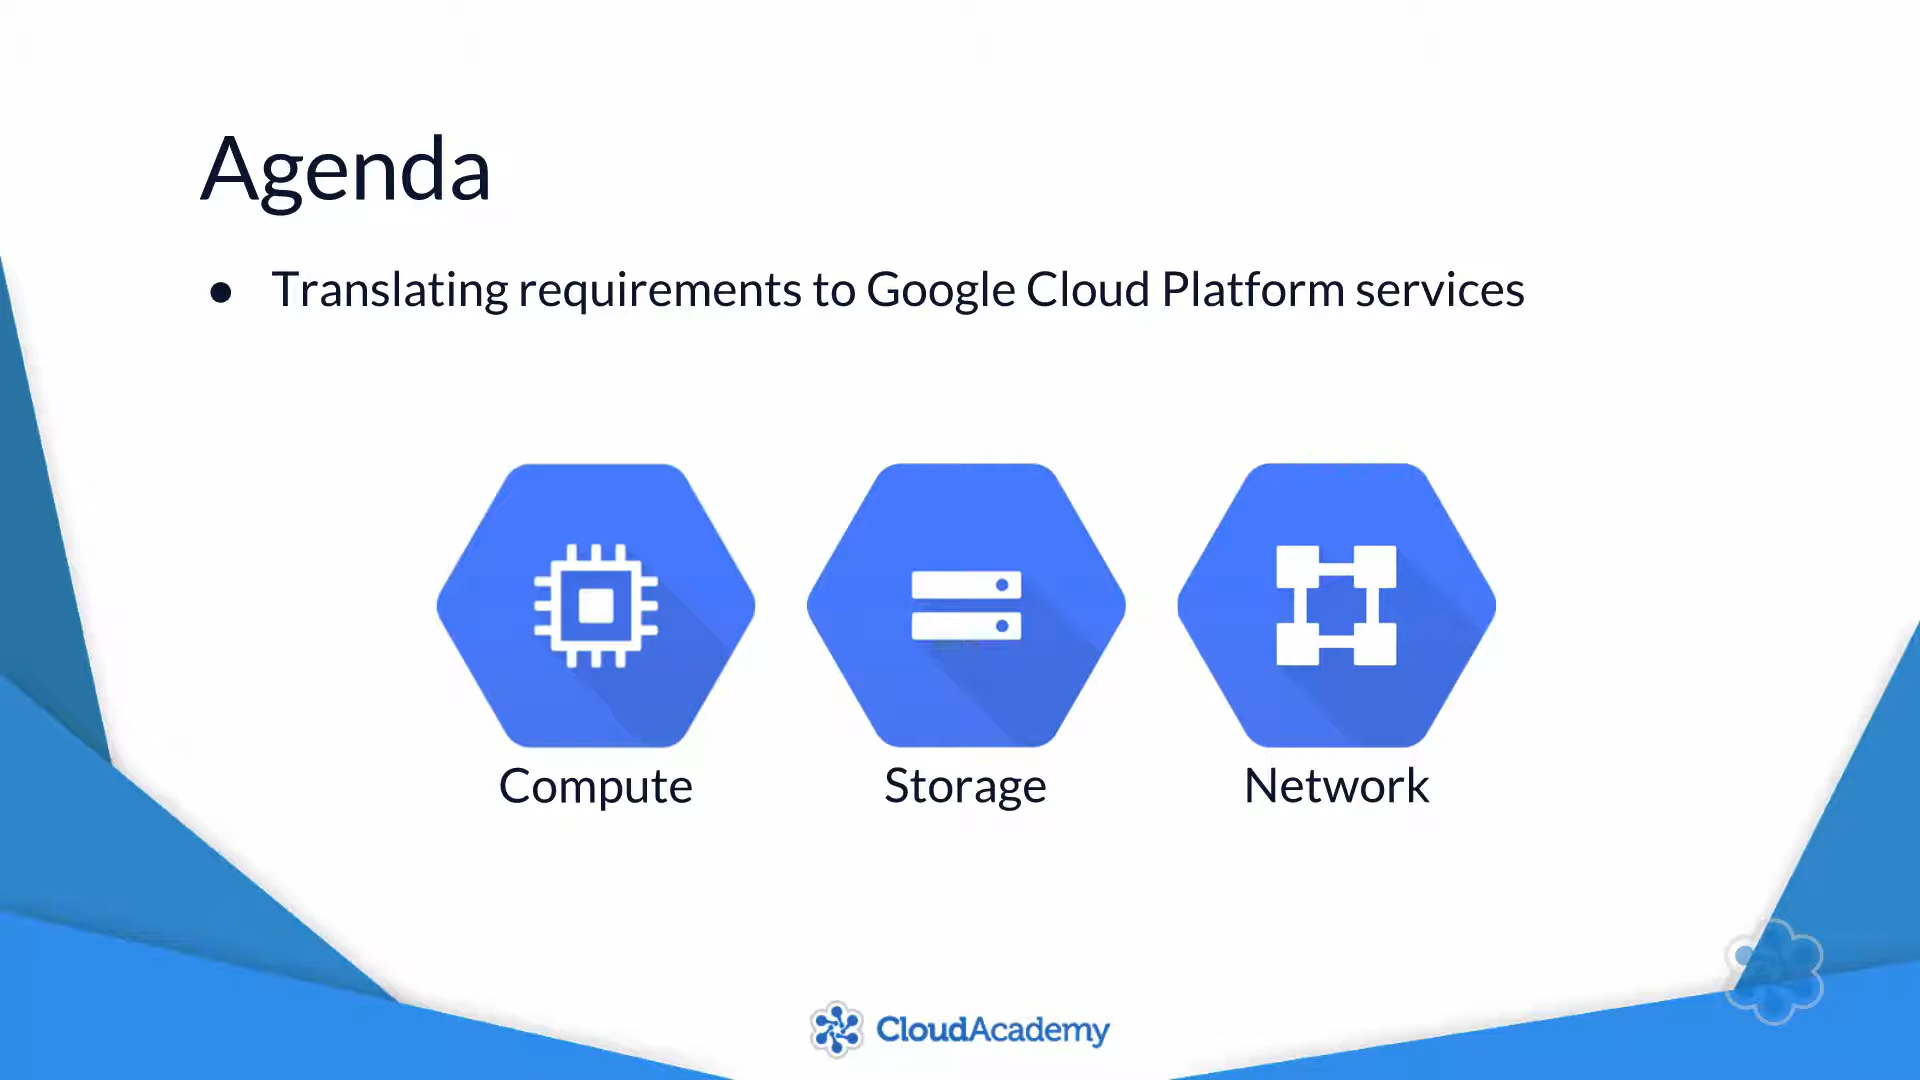 Agenda
● Translating requirements to Google Cloud Platform services
Compute Storage Network
CloudAcademy